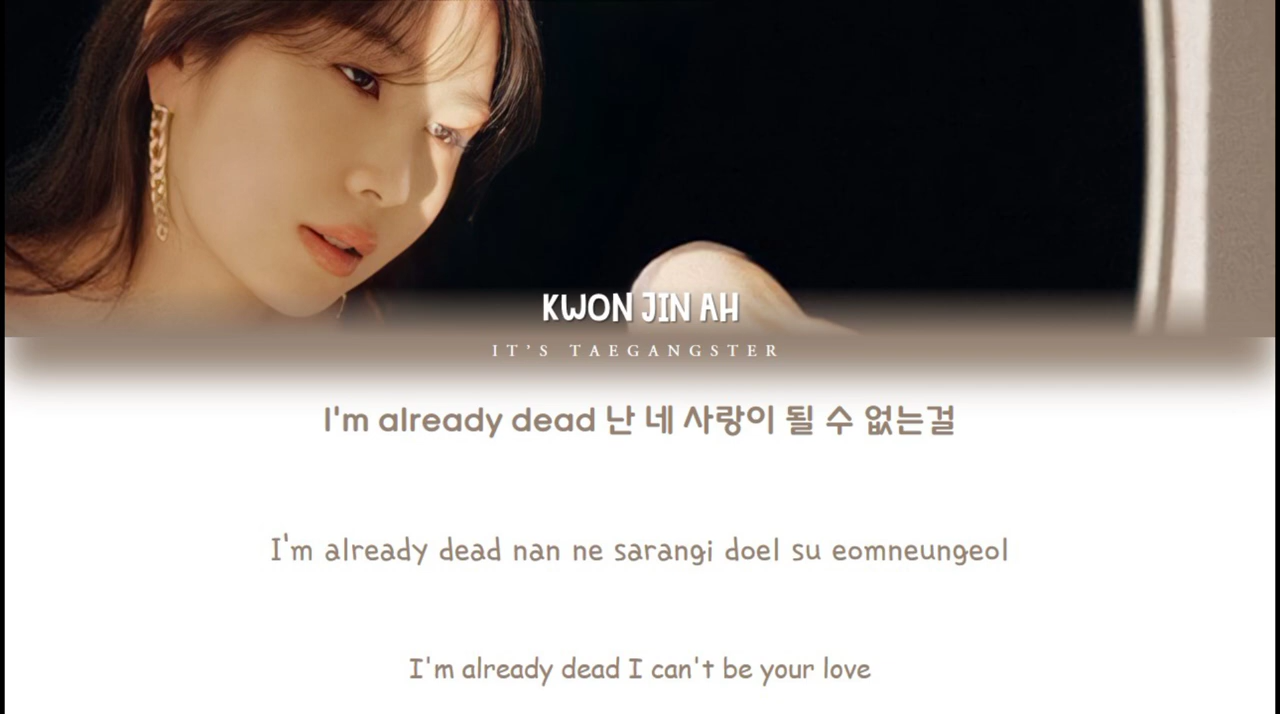 KWON JIN AH
IT'S TAEGANGSTER
I'm already dead 난 네 사랑이 될 수 없는걸
I'm already dead nan ne sarangi doel su eomneungeol
I'm already dead I can't be your love